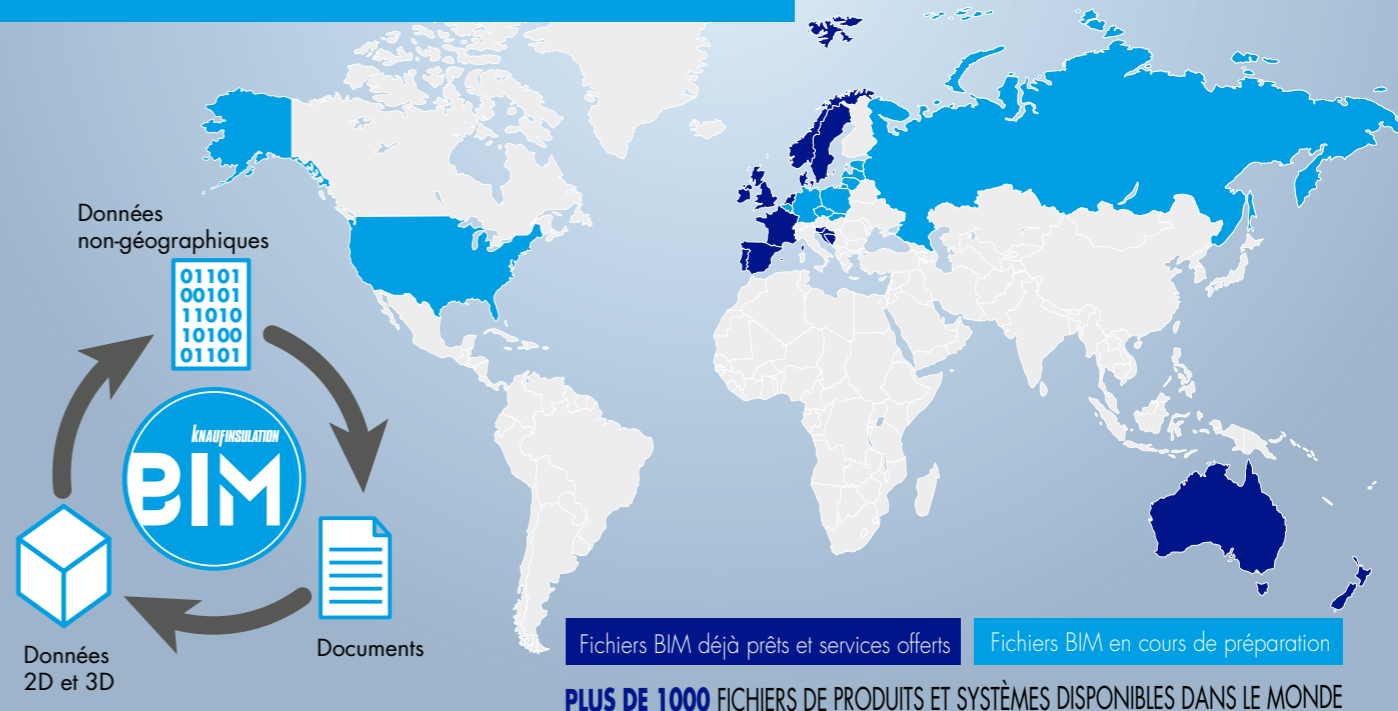 Données
non-géographiques
01101
00101
11010
10100
01101
KNAUFINSULATION
BIM
Données
2D et 3D
Documents
Fichiers BIM déjà prêts et services offerts
Fichiers BIM en cours de préparation
PLUS DE 1000 FICHIERS DE PRODUITS ET SYSTÈMES DISPONIBLES DANS LE MONDE